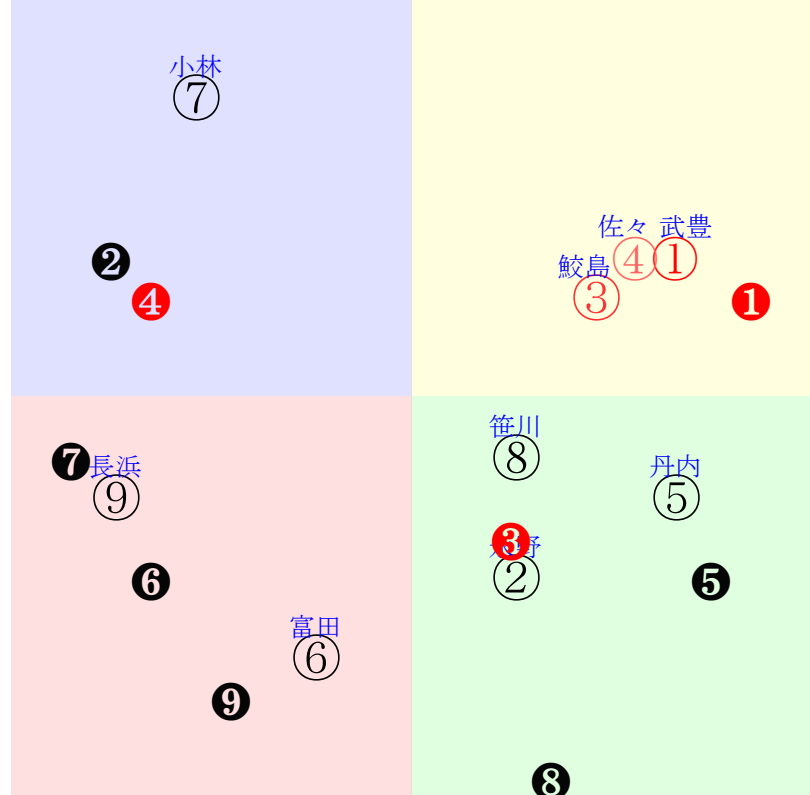 小林
⑦
❷
❹
佐々 武豊
鮫島 ④ ①
③
❶
笹川
❼ 長浜 ⑧ 丹内
⑨ ⑤
❸ 野
② 
❻ ❺
富田
⑥
❾
❽